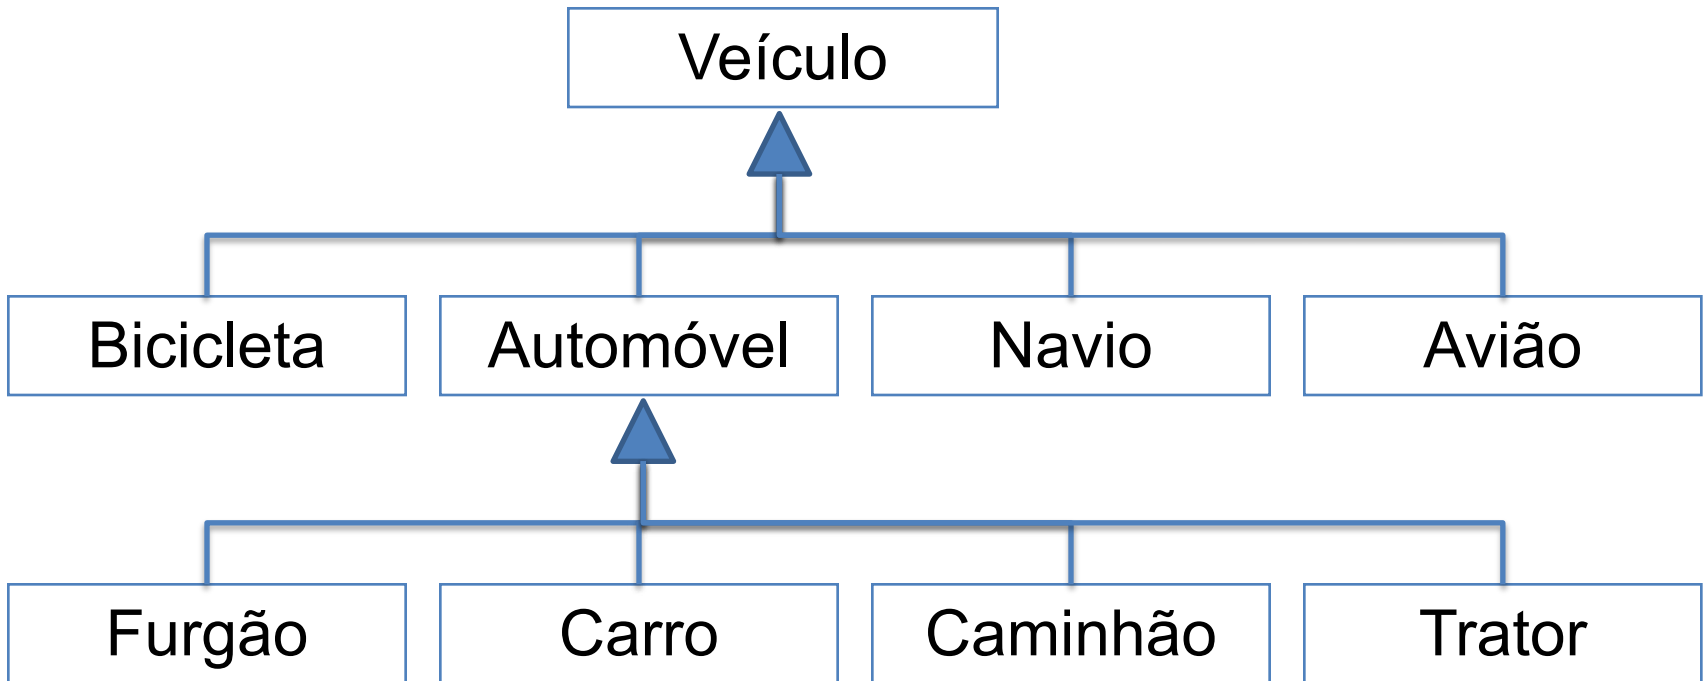 Veículo
Bicicleta
Automóvel
Navio
Avião
Furgão
Carro
Caminhão
Trator